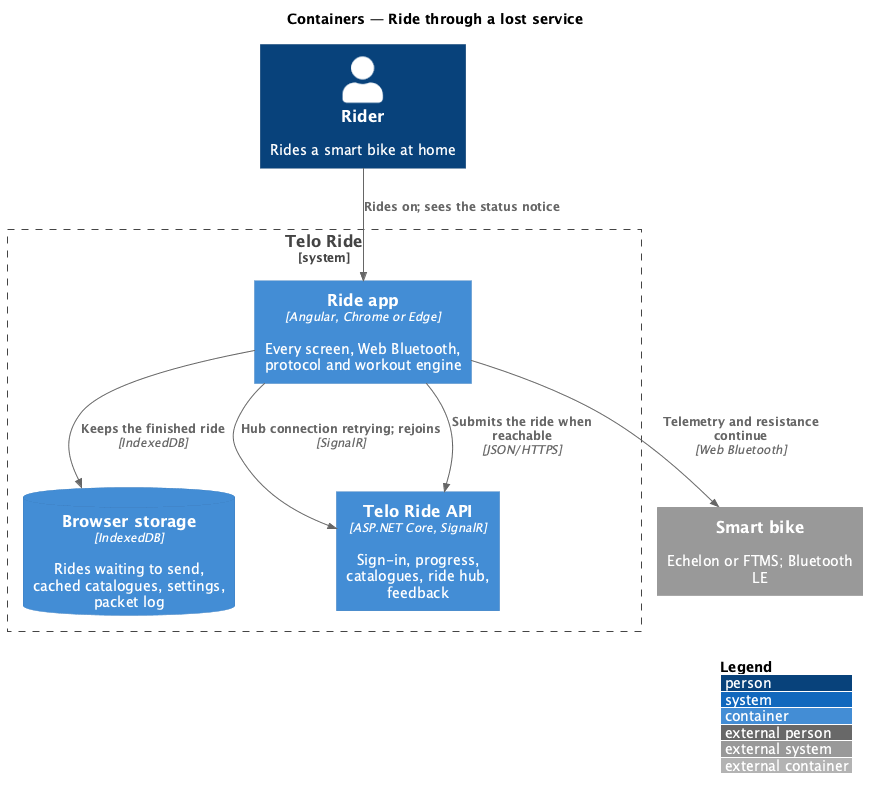 Containers — Ride through a lost service
Rider
Rides a smart bike at home
Rides on; sees the status notice
Telo Ride
[system]
Ride app
[Angular, Chrome or Edge]
Every screen, Web Bluetooth,
protocol and workout engine
Keeps the finished ride
[IndexedDB]
Hub connection retrying; rejoins
[SignalR]
Submits the ride when
reachable
[JSON/HTTPS]
Telemetry and resistance
continue
[Web Bluetooth]
Browser storage
[IndexedDB]
Rides waiting to send,
cached catalogues, settings,
packet log
Telo Ride API
[ASP.NET Core, SignalR]
Sign-in, progress,
catalogues, ride hub,
feedback
Smart bike
Echelon or FTMS; Bluetooth
LE
Legend
person
system
container
external person
external system
external container